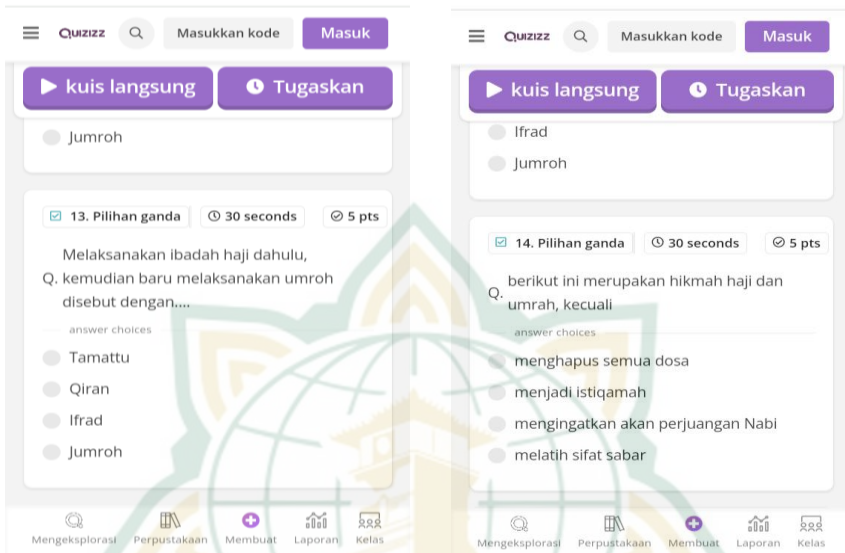 Quizizz
Masukkan kode
Masuk
kuis langsung
Tugaskan
Jumroh
13. Pilihan ganda
30 seconds
5 pts
Melaksanakan ibadah haji dahulu,
Q. kemudian baru melaksanakan umroh
disebut dengan....
answer choices
Tamattu
Qiran
Ifrad
Jumroh
Mengeksplorasi
Perpustakaan
Membuat
Laporan
Kelas
Quizizz
Masukkan kode
Masuk
kuis langsung
Tugaskan
Ifrad
Jumroh
14. Pilihan ganda
30 seconds
5 pts
Q. berikut ini merupakan hikmah haji dan
umrah, kecuali
answer choices
menghapus semua dosa
menjadi istiqamah
mengingatkan akan perjuangan Nabi
melatih sifat sabar
Mengeksplorasi
Perpustakaan
Membuat
Laporan
Kelas